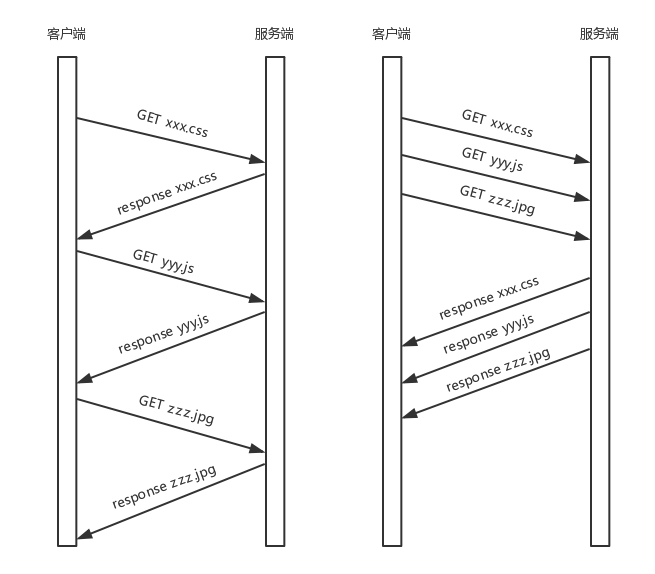 客户端
服务端
GET xxx.css
response xxx.css
GET yyy.js
response yyy.js
GET zzz.jpg
response zzz.jpg
客户端
服务端
GET xxx.css
GET yyy.js
GET zzz.jpg
response xxx.css
response yyy.js
response zzz.jpg